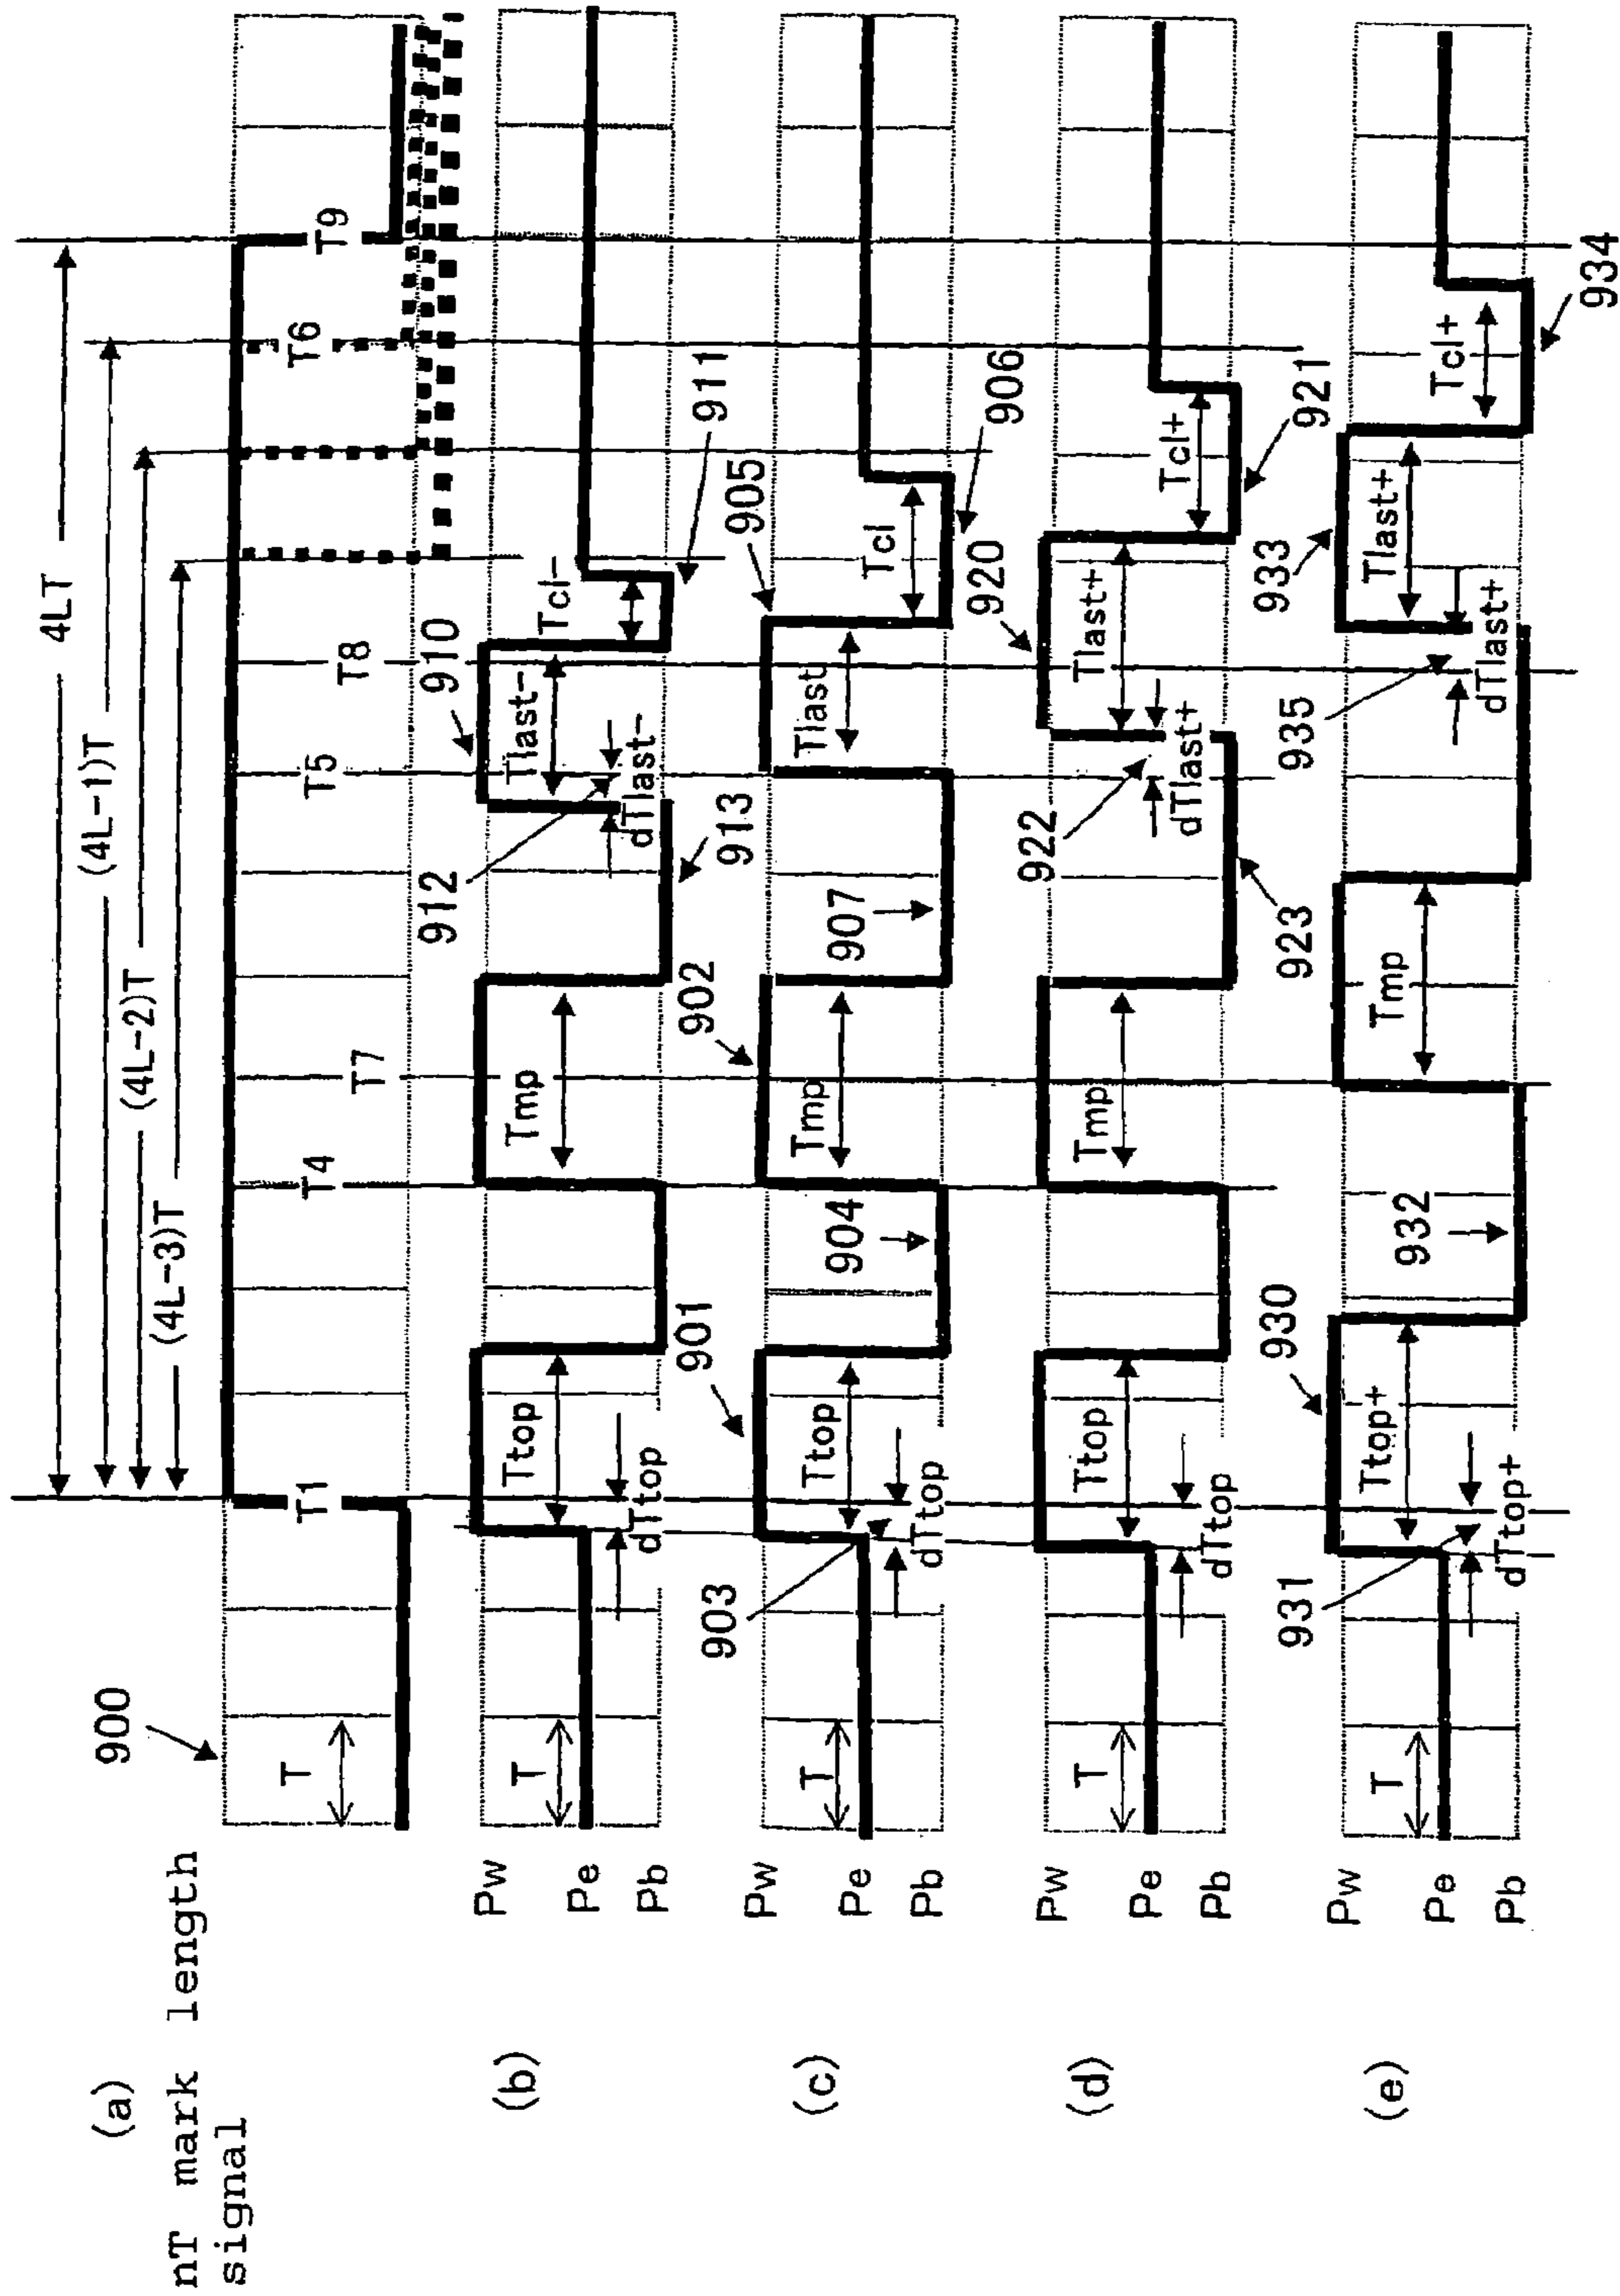 (a)
nT mark length
signal
900
T
T1
T4
T7
T5
T8
T6
T9
4LT
(4L-1)T
(4L-2)T
(4L-3)T
(b)
Pw
Pe
Pb
T
Ttop
dTtop
Tmp
912
913
910
Tlast-
dTlast-
Tcl-
911
(c)
Pw
Pe
Pb
T
903
901
Ttop
dTtop
904
902
Tmp
907
Tlast
905
Tcl
906
(d)
Pw
Pe
Pb
T
Ttop
dTtop
Tmp
923
922
920
Tlast+
dTlast+
Tcl+
921
(e)
Pw
Pe
Pb
T
931
930
Ttop+
dTtop+
932
Tmp
935
933
Tlast+
dTlast+
Tcl+
934